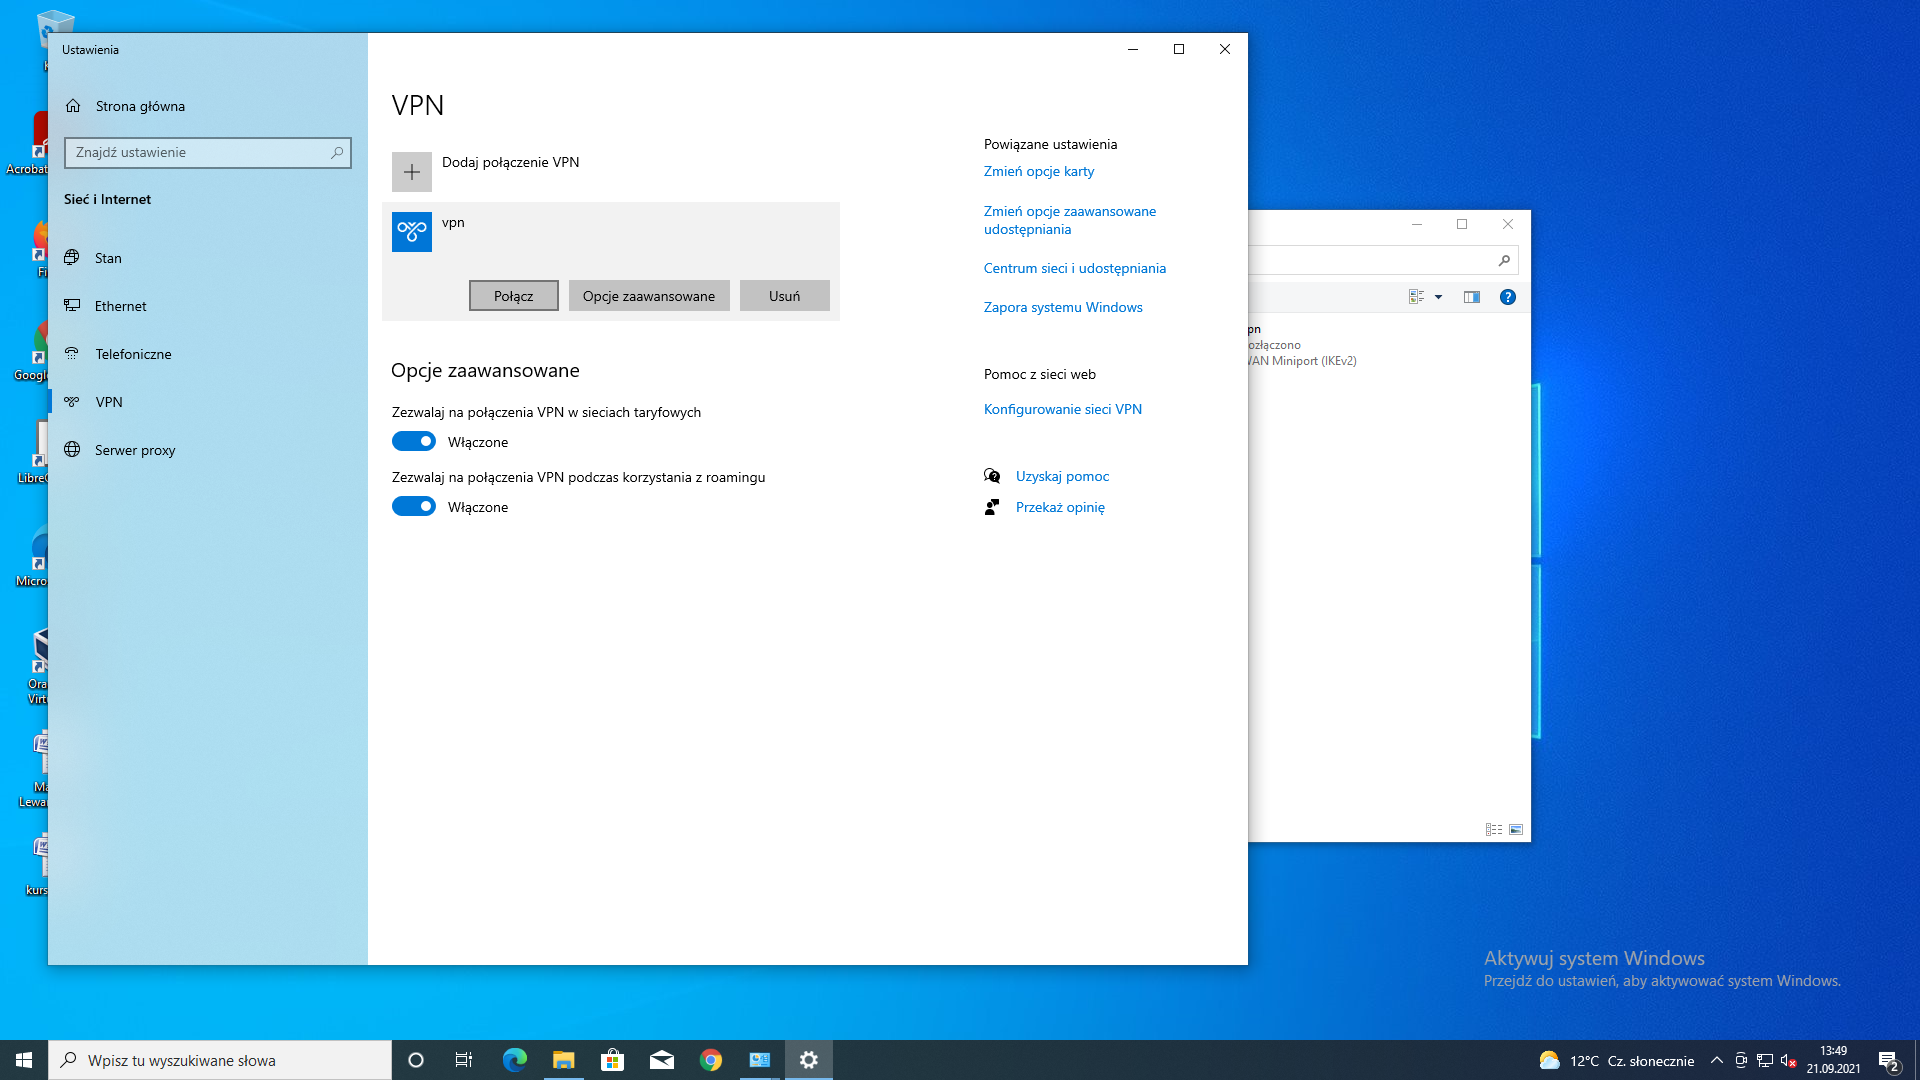 Ustawienia
Strona główna
Znajdź ustawienie
Sieć i Internet
Stan
Ethernet
Telefoniczne
VPN
Serwer proxy
VPN
Dodaj połączenie VPN
vpn
Połącz
Opcje zaawansowane
Usuń
Opcje zaawansowane
Zezwalaj na połączenia VPN w sieciach taryfowych
Włączone
Zezwalaj na połączenia VPN podczas korzystania z roamingu
Włączone
Powiązane ustawienia
Zmień opcje karty
Zmień opcje zaawansowane
udostępniania
Centrum sieci i udostępniania
Zapora systemu Windows
Pomoc z sieci web
Konfigurowanie sieci VPN
Uzyskaj pomoc
Przekaż opinię
pn
ozłączono
WAN Miniport (IKEv2)
Acrobat
Fi
Google
Libre
Micro
Ora
Virtu
Ma
Lewan
kurs
Aktywuj system Windows
Przejdź do ustawień, aby aktywować system Windows.
Wpisz tu wyszukiwane słowa
12°C Cz. słonecznie
13:49
21.09.2021
2